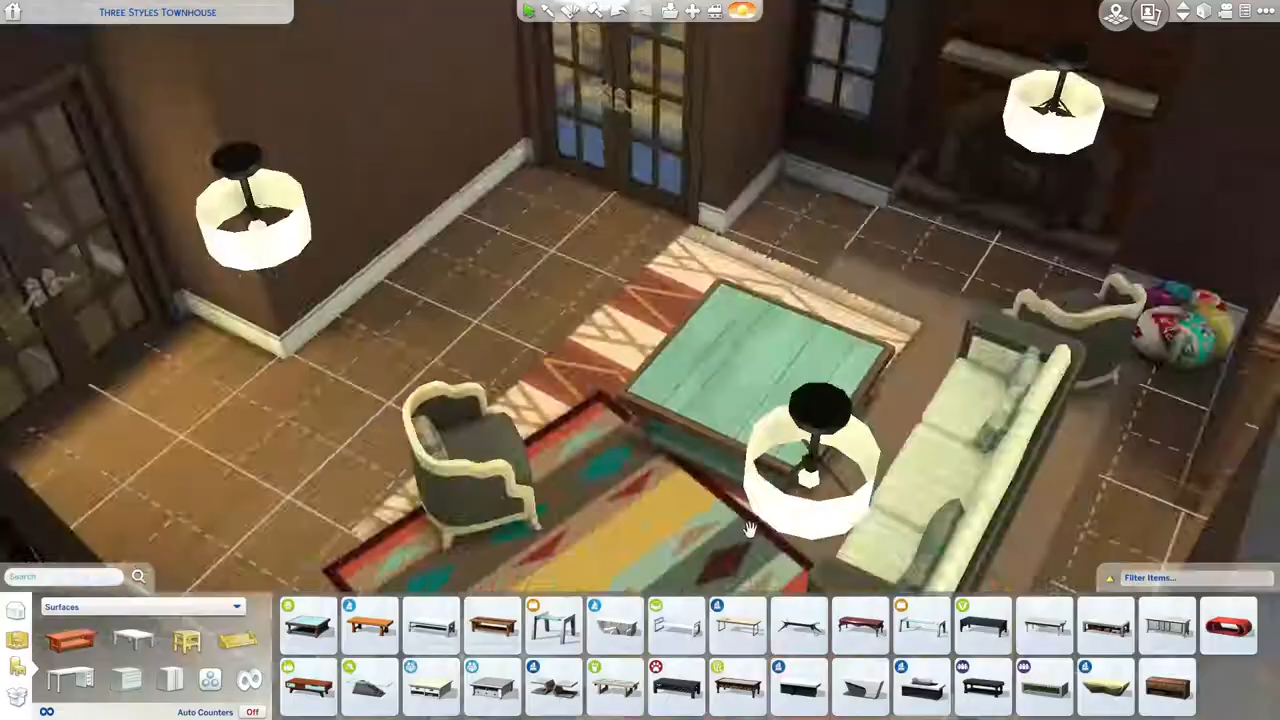 THREE STYLES TOWNHOUSE
Search
Filter Items...
Surfaces
Auto Counters Off